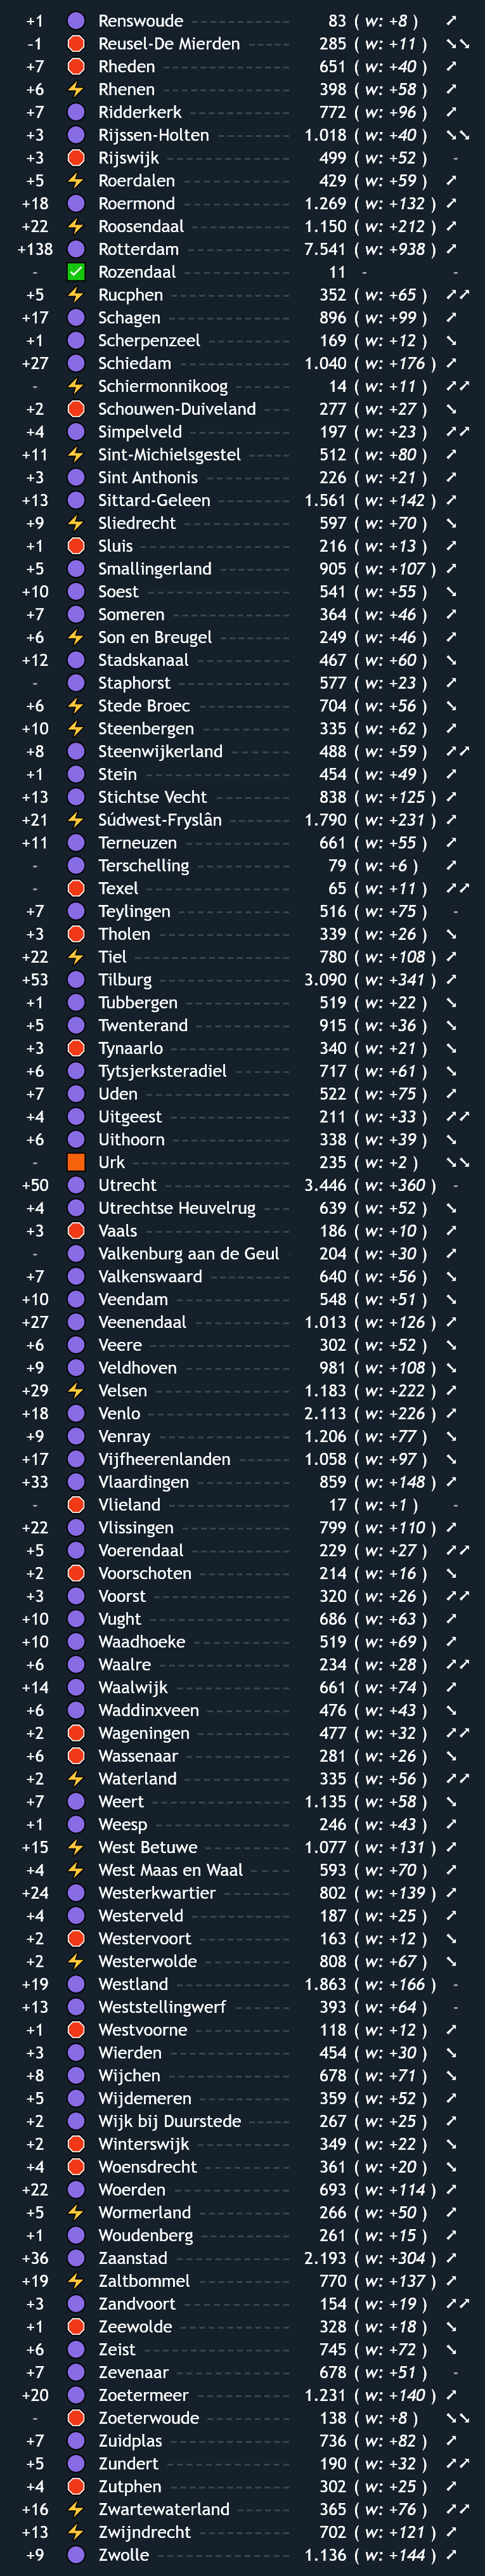 +1 Renswoude 83 ( w: +8 )
-1 Reusel-De Mierden 285 ( w: +11 )
+7 Rheden 651 ( w: +40 )
+6 Rhenen 398 ( w: +58 )
+7 Ridderkerk 772 ( w: +96 )
+3 Rijssen-Holten 1.018 ( w: +40 )
+3 Rijswijk 499 ( w: +52 ) -
+5 Roerdalen 429 ( w: +59 )
+18 Roermond 1.269 ( w: +132 )
+22 Roosendaal 1.150 ( w: +212 )
+138 Rotterdam 7.541 ( w: +938 )
- Rozendaal 11 - -
+5 Rucphen 352 ( w: +65 )
+17 Schagen 896 ( w: +99 )
+1 Scherpenzeel 169 ( w: +12 )
+27 Schiedam 1.040 ( w: +176 )
- Schiermonnikoog 14 ( w: +11 )
+2 Schouwen-Duiveland 277 ( w: +27 )
+4 Simpelveld 197 ( w: +23 )
+11 Sint-Michielsgestel 512 ( w: +80 )
+3 Sint Anthonis 226 ( w: +21 )
+13 Sittard-Geleen 1.561 ( w: +142 )
+9 Sliedrecht 597 ( w: +70 )
+1 Sluis 216 ( w: +13 )
+5 Smallingerland 905 ( w: +107 )
+10 Soest 541 ( w: +55 )
+7 Someren 364 ( w: +46 )
+6 Son en Breugel 249 ( w: +46 )
+12 Stadskanaal 467 ( w: +60 )
- Staphorst 577 ( w: +23 )
+6 Stede Broec 704 ( w: +56 )
+10 Steenbergen 335 ( w: +62 )
+8 Steenwijkerland 488 ( w: +59 )
+1 Stein 454 ( w: +49 )
+13 Stichtse Vecht 838 ( w: +125 )
+21 Súdwest-Fryslân 1.790 ( w: +231 )
+11 Terneuzen 661 ( w: +55 )
- Terschelling 79 ( w: +6 )
- Texel 65 ( w: +11 )
+7 Teylingen 516 ( w: +75 ) -
+3 Tholen 339 ( w: +26 )
+22 Tiel 780 ( w: +108 )
+53 Tilburg 3.090 ( w: +341 )
+1 Tubbergen 519 ( w: +22 )
+5 Twenterand 915 ( w: +36 )
+3 Tynaarlo 340 ( w: +21 )
+6 Tytsjerksteradiel 717 ( w: +61 )
+7 Uden 522 ( w: +75 )
+4 Uitgeest 211 ( w: +33 )
+6 Uithoorn 338 ( w: +39 )
- Urk 235 ( w: +2 )
+50 Utrecht 3.446 ( w: +360 ) -
+4 Utrechtse Heuvelrug 639 ( w: +52 )
+3 Vaals 186 ( w: +10 )
- Valkenburg aan de Geul 204 ( w: +30 )
+7 Valkenswaard 640 ( w: +56 )
+10 Veendam 548 ( w: +51 )
+27 Veenendaal 1.013 ( w: +126 )
+6 Veere 302 ( w: +52 )
+9 Veldhoven 981 ( w: +108 )
+29 Velsen 1.183 ( w: +222 )
+18 Venlo 2.113 ( w: +226 )
+9 Venray 1.206 ( w: +77 )
+17 Vijfheerenlanden 1.058 ( w: +97 )
+33 Vlaardingen 859 ( w: +148 )
- Vlieland 17 ( w: +1 ) -
+22 Vlissingen 799 ( w: +110 )
+5 Voerendaal 229 ( w: +27 )
+2 Voorschoten 214 ( w: +16 )
+3 Voorst 320 ( w: +26 )
+10 Vught 686 ( w: +63 )
+10 Waadhoeke 519 ( w: +69 )
+6 Waalre 234 ( w: +28 )
+14 Waalwijk 661 ( w: +74 )
+6 Waddinxveen 476 ( w: +43 )
+2 Wageningen 477 ( w: +32 )
+6 Wassenaar 281 ( w: +26 )
+2 Waterland 335 ( w: +56 )
+7 Weert 1.135 ( w: +58 )
+1 Weesp 246 ( w: +43 )
+15 West Betuwe 1.077 ( w: +131 )
+4 West Maas en Waal 593 ( w: +70 )
+24 Westerkwartier 802 ( w: +139 )
+4 Westerveld 187 ( w: +25 )
+2 Westervoort 163 ( w: +12 )
+2 Westerwolde 808 ( w: +67 )
+19 Westland 1.863 ( w: +166 ) -
+13 Weststellingwerf 393 ( w: +64 ) -
+1 Westvoorne 118 ( w: +12 )
+3 Wierden 454 ( w: +30 )
+8 Wijchen 678 ( w: +71 )
+5 Wijdemeren 359 ( w: +52 )
+2 Wijk bij Duurstede 267 ( w: +25 )
+2 Winterswijk 349 ( w: +22 )
+4 Woensdrecht 361 ( w: +20 )
+22 Woerden 693 ( w: +114 )
+5 Wormerland 266 ( w: +50 )
+1 Woudenberg 261 ( w: +15 )
+36 Zaanstad 2.193 ( w: +304 )
+19 Zaltbommel 770 ( w: +137 )
+3 Zandvoort 154 ( w: +19 )
+1 Zeewolde 328 ( w: +18 )
+6 Zeist 745 ( w: +72 )
+7 Zevenaar 678 ( w: +51 ) -
+20 Zoetermeer 1.231 ( w: +140 )
- Zoeterwoude 138 ( w: +8 )
+7 Zuidplas 736 ( w: +82 )
+5 Zundert 190 ( w: +32 )
+4 Zutphen 302 ( w: +25 )
+16 Zwartewaterland 365 ( w: +76 )
+13 Zwijndrecht 702 ( w: +121 )
+9 Zwolle 1.136 ( w: +144 )